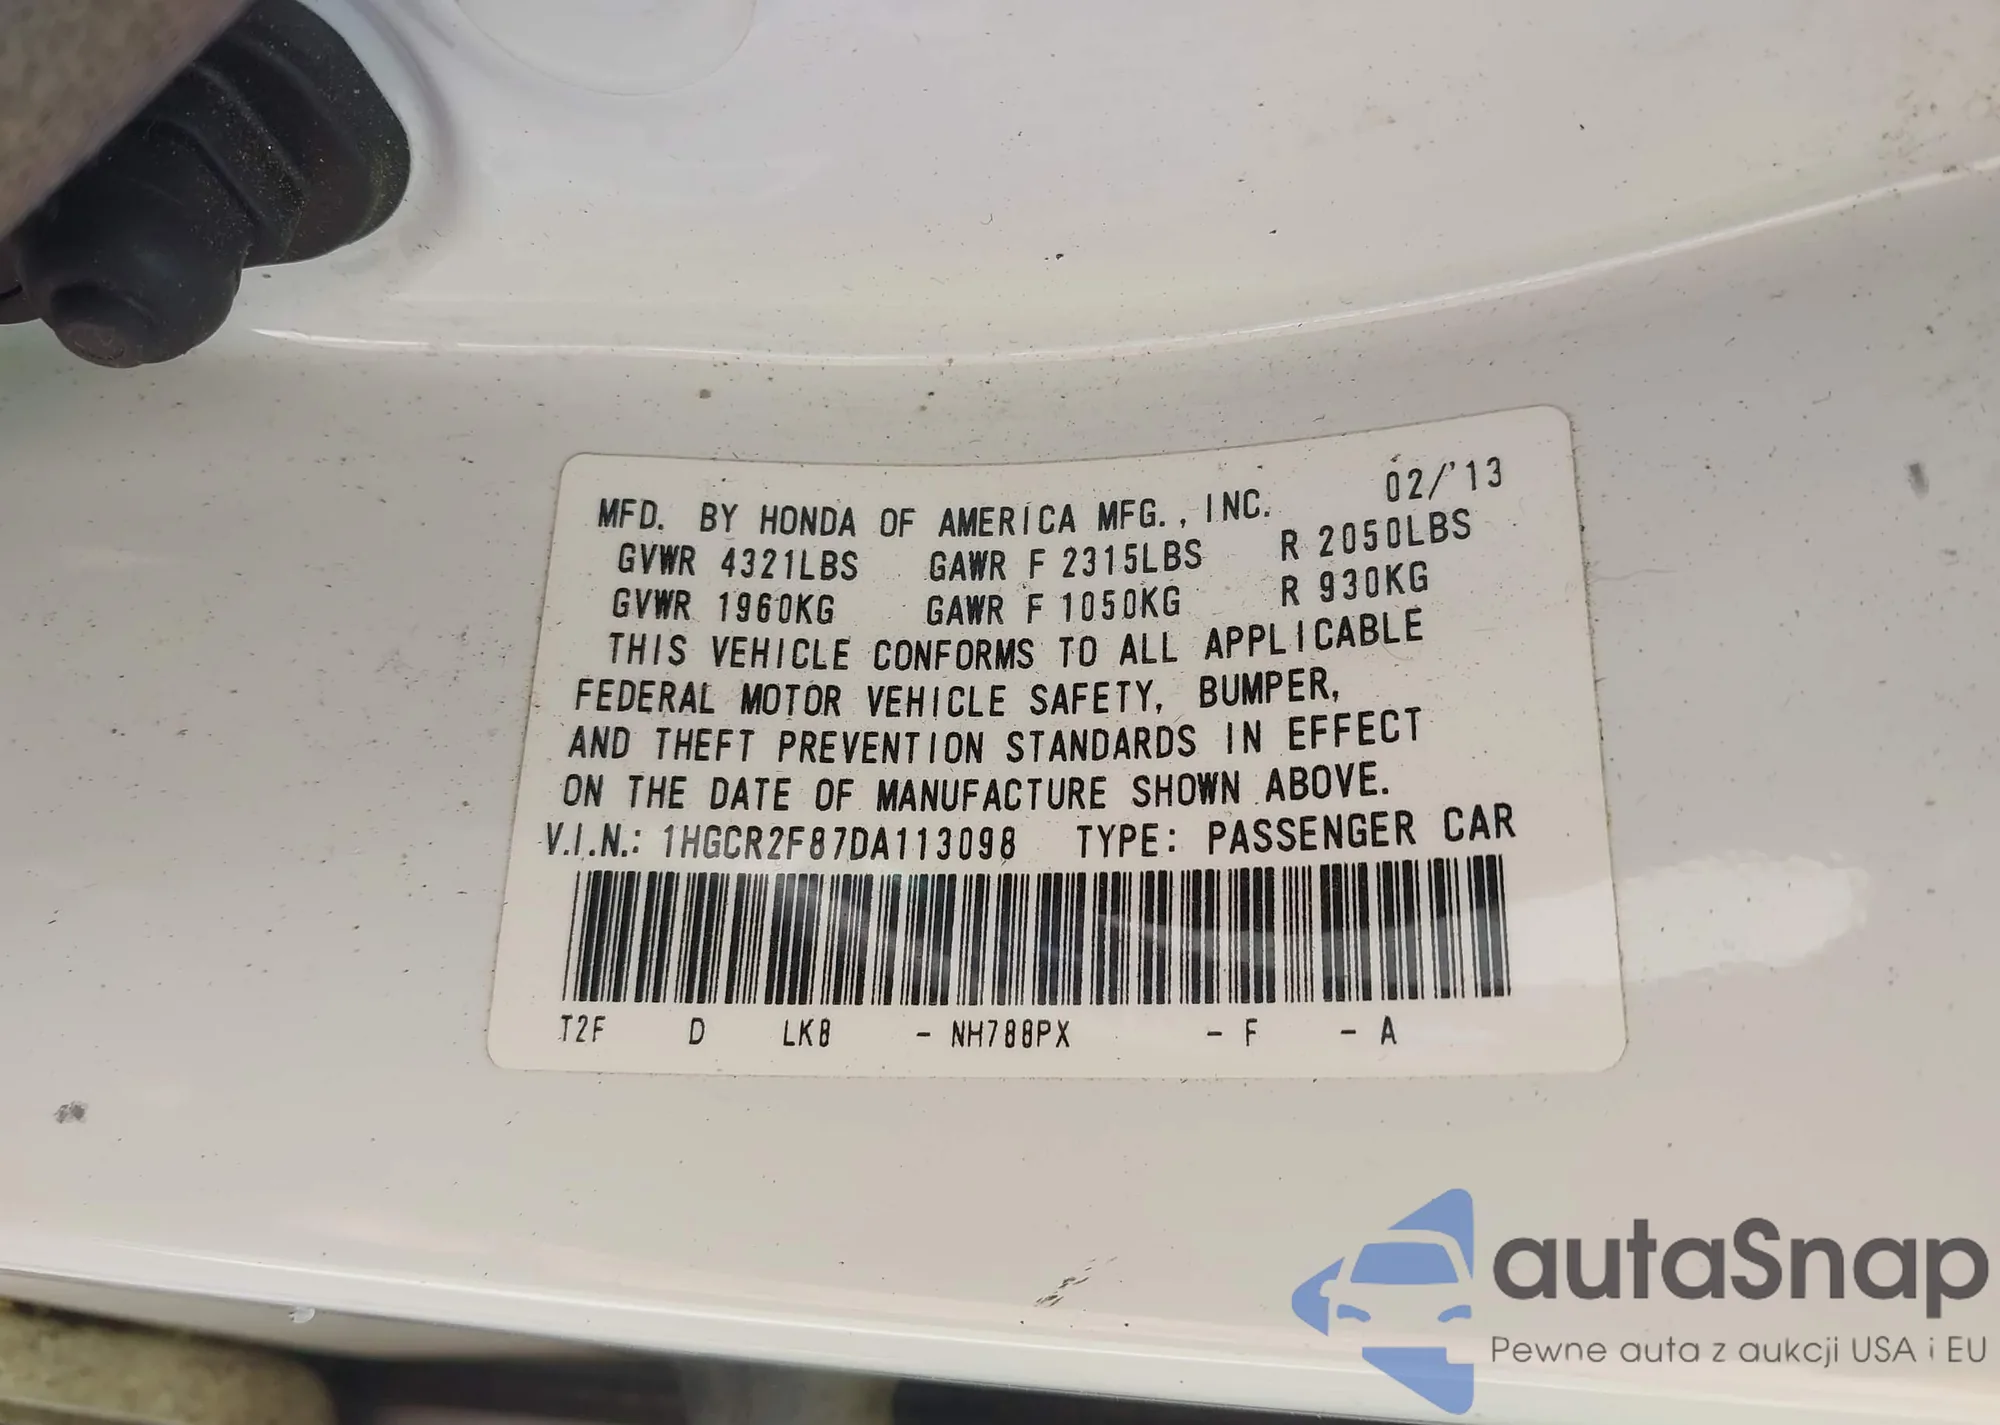 MFD. BY HONDA OF AMERICA MFG., INC. 02/'13
GVWR 4321LBS GAWR F 2315LBS R 2050LBS
GVWR 1960KG GAWR F 1050KG R 930KG
THIS VEHICLE CONFORMS TO ALL APPLICABLE
FEDERAL MOTOR VEHICLE SAFETY, BUMPER,
AND THEFT PREVENTION STANDARDS IN EFFECT
ON THE DATE OF MANUFACTURE SHOWN ABOVE.
V.I.N.: 1HGCR2F87DA113098 TYPE: PASSENGER CAR
T2F D LK8 - NH788PX - F - A
autaSnap
Pewne auta z aukcji USA i EU